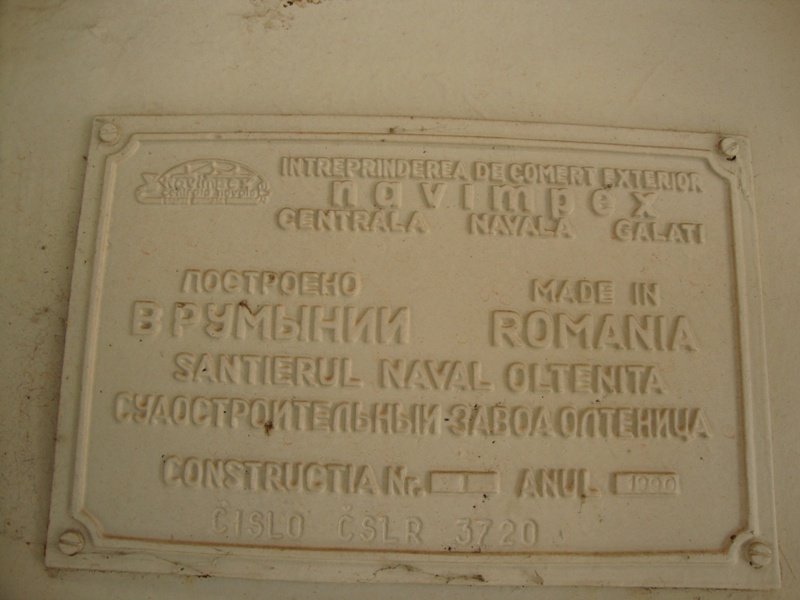 INTREPRINDEREA DE COMERT EXTERIOR
navimpex
CENTRALA NAVALA GALATI
ПОСТРОЕНО
В РУМЫНИИ
MADE IN
ROMANIA
SANTIERUL NAVAL OLTENITA
СУДОСТРОИТЕЛЬНЫЙ ЗАВОД ОЛТЕНИЦА
CONSTRUCTIA Nr. ANUL
ČISLO ČSLR 3720